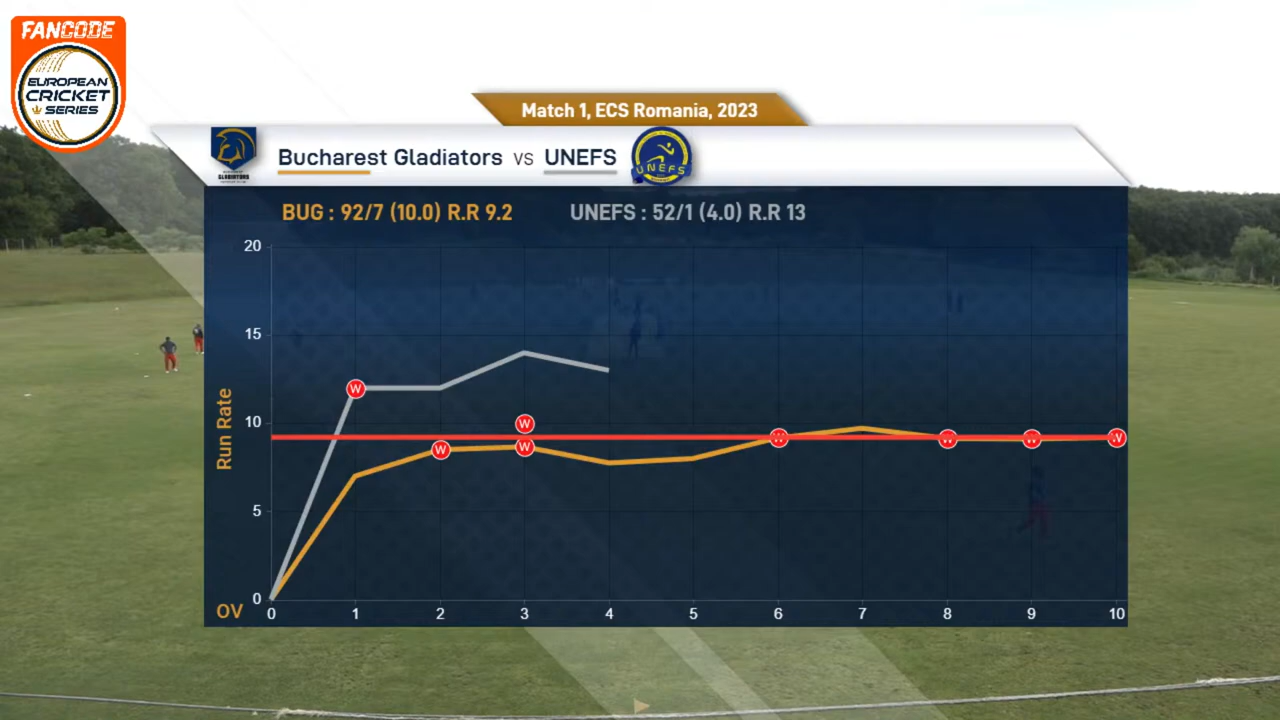 FANCODE
EUROPEAN
CRICKET
SERIES
Match 1, ECS Romania, 2023
GLADIATORS
Bucharest Gladiators vs UNEFS
UNEFS
BUG : 92/7 (10.0) R.R 9.2
UNEFS : 52/1 (4.0) R.R 13
20
15
10
5
0
Run Rate
W
W
W
W
W
W
W
W
OV
0 1 2 3 4 5 6 7 8 9 10